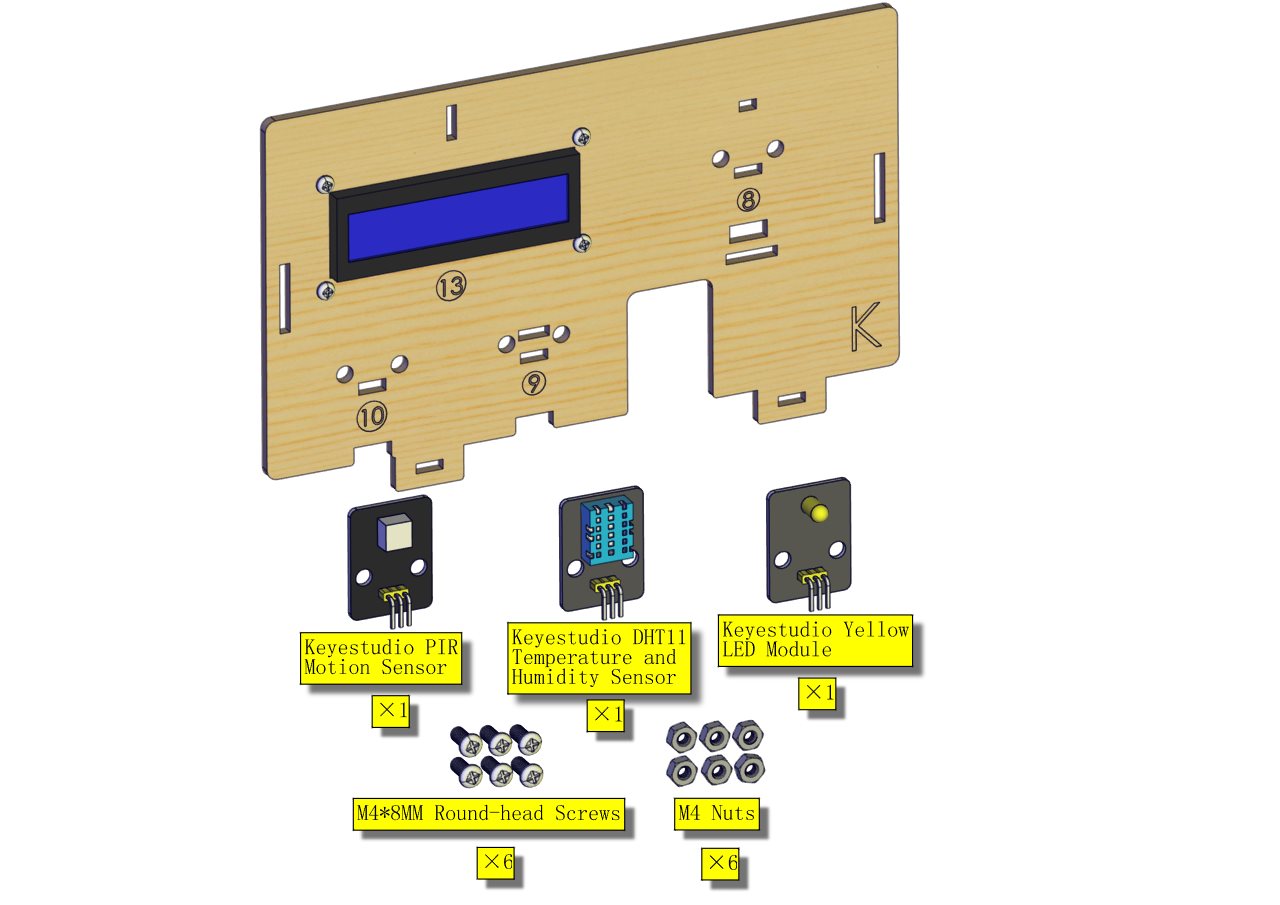 8
13
K
9
10
Keyestudio PIR
Motion Sensor
×1
Keyestudio DHT11
Temperature and
Humidity Sensor
×1
Keyestudio Yellow
LED Module
×1
M4*8MM Round-head Screws
×6
M4 Nuts
×6